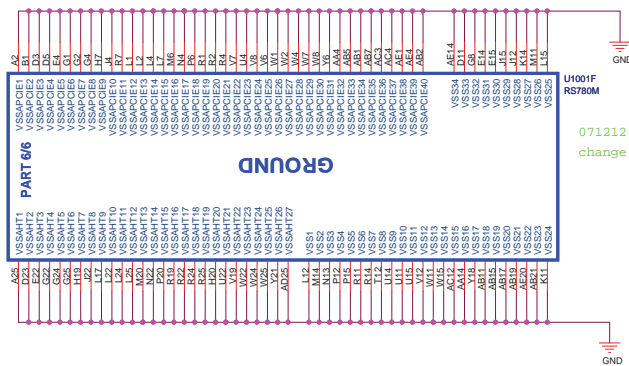 A2 B1 D3 D5 E4 G1 G2 G4 H7 J4 R7 L1 L2 L4 L7 M6 N4 P6 R1 R2 R4 V7 U4 V8 V6 W1 W2 W4 W7 W8 Y6 AA4 AB5 AB1 AB7 AC3 AC4 AE1 AE4 AB2 AE14 D11 G8 E14 E15 J15 J12 K14 M11 L15
GND
VSSAPCIE1 VSSAPCIE2 VSSAPCIE3 VSSAPCIE4 VSSAPCIE5 VSSAPCIE6 VSSAPCIE7 VSSAPCIE8 VSSAPCIE9 VSSAPCIE10 VSSAPCIE11 VSSAPCIE12 VSSAPCIE13 VSSAPCIE14 VSSAPCIE15 VSSAPCIE16 VSSAPCIE17 VSSAPCIE18 VSSAPCIE19 VSSAPCIE20 VSSAPCIE21 VSSAPCIE22 VSSAPCIE23 VSSAPCIE24 VSSAPCIE25 VSSAPCIE26 VSSAPCIE27 VSSAPCIE28 VSSAPCIE29 VSSAPCIE30 VSSAPCIE31 VSSAPCIE32 VSSAPCIE33 VSSAPCIE34 VSSAPCIE35 VSSAPCIE36 VSSAPCIE37 VSSAPCIE38 VSSAPCIE39 VSSAPCIE40 VSS34 VSS33 VSS32 VSS31 VSS30 VSS29 VSS28 VSS27 VSS26 VSS25
U1001F
RS780M
071212
change
PART 6/6
GROUND
VSSAHT1 VSSAHT2 VSSAHT3 VSSAHT4 VSSAHT5 VSSAHT6 VSSAHT7 VSSAHT8 VSSAHT9 VSSAHT10 VSSAHT11 VSSAHT12 VSSAHT13 VSSAHT14 VSSAHT15 VSSAHT16 VSSAHT17 VSSAHT18 VSSAHT19 VSSAHT20 VSSAHT21 VSSAHT22 VSSAHT23 VSSAHT24 VSSAHT25 VSSAHT26 VSSAHT27 VSS1 VSS2 VSS3 VSS4 VSS5 VSS6 VSS7 VSS8 VSS9 VSS10 VSS11 VSS12 VSS13 VSS14 VSS15 VSS16 VSS17 VSS18 VSS19 VSS20 VSS21 VSS22 VSS23 VSS24
A25 D23 E22 G22 G24 G25 H19 J22 L17 L22 L24 L25 M20 N22 P20 R19 R22 R24 R25 H20 U22 V19 W22 W24 W25 Y21 AD25 L12 M14 N13 P12 P15 R11 R14 T12 U14 U11 U15 V12 W11 W15 AC12 AA14 Y18 AB11 AB15 AB17 AB19 AE20 AB21 K11
GND